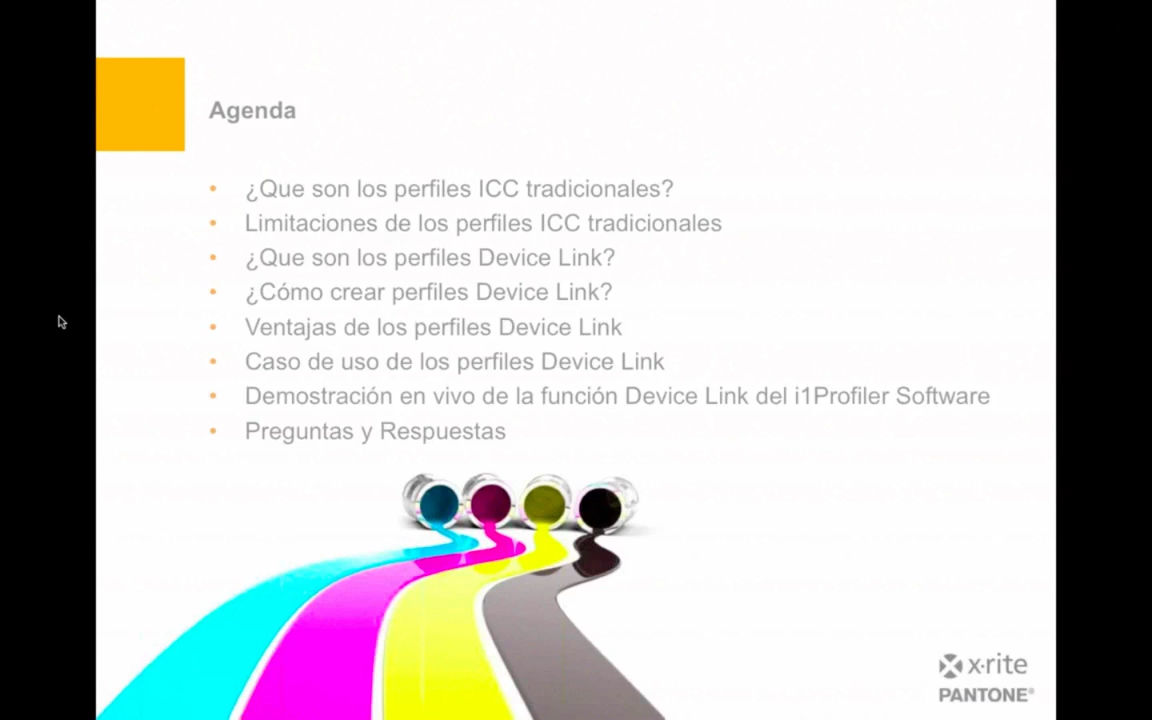 Agenda
• ¿Que son los perfiles ICC tradicionales?
• Limitaciones de los perfiles ICC tradicionales
• ¿Que son los perfiles Device Link?
• ¿Cómo crear perfiles Device Link?
• Ventajas de los perfiles Device Link
• Caso de uso de los perfiles Device Link
• Demostración en vivo de la función Device Link del i1Profiler Software
• Preguntas y Respuestas
x·rite
PANTONE®